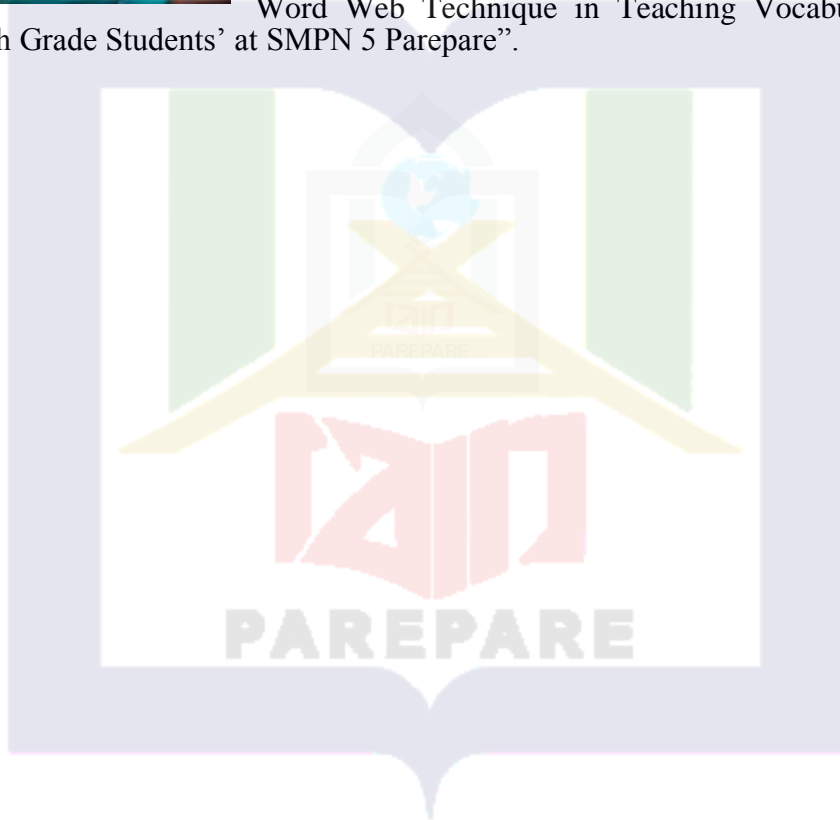 Word Web Technique in Teaching Vocabu
h Grade Students’ at SMPN 5 Parepare”.
PAREPARE
iain
PAREPARE